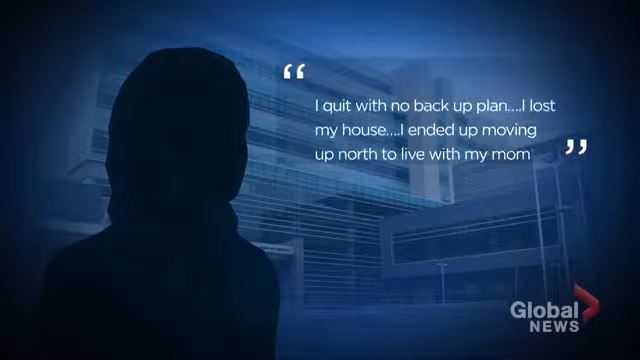 “
I quit with no back up plan....I lost
my house....I ended up moving
up north to live with my mom
”
Global
NEWS